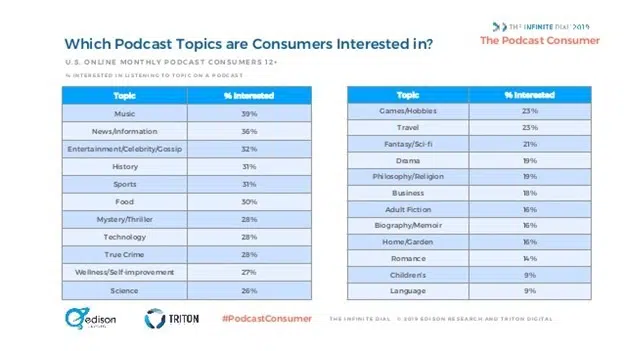 THE INFINITE DIAL 2019
Which Podcast Topics are Consumers Interested in?
The Podcast Consumer
U.S. ONLINE MONTHLY PODCAST CONSUMERS 12+
% INTERESTED IN LISTENING TO TOPIC ON A PODCAST
Topic % Interested
Music 39%
News/Information 36%
Entertainment/Celebrity/Gossip 32%
History 31%
Sports 31%
Food 30%
Mystery/Thriller 28%
Technology 28%
True Crime 28%
Wellness/Self-improvement 27%
Science 26%
Topic % Interested
Games/Hobbies 23%
Travel 23%
Fantasy/Sci-fi 21%
Drama 19%
Philosophy/Religion 19%
Business 18%
Adult Fiction 16%
Biography/Memoir 16%
Home/Garden 16%
Romance 14%
Children's 9%
Language 9%
edison
TRITON
#PodcastConsumer
THE INFINITE DIAL © 2019 EDISON RESEARCH AND TRITON DIGITAL